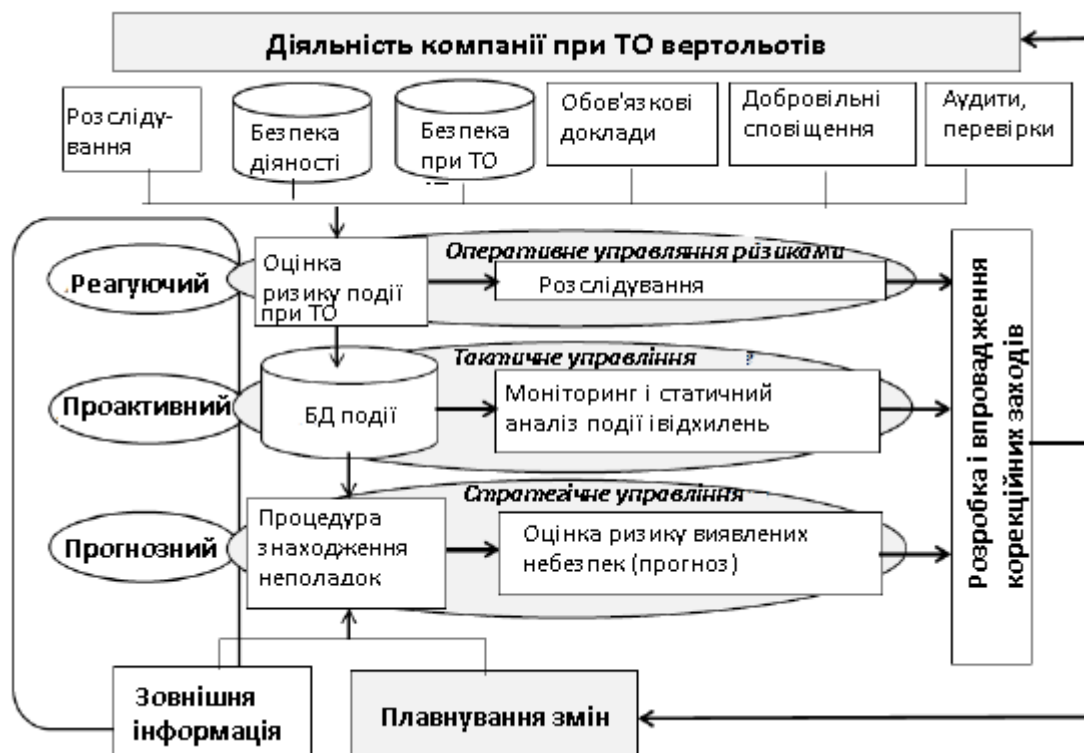 Діяльність компанії при ТО вертольотів
Розсліду-
вання
Безпека
діяності
Безпека
при ТО
Обов'язкові
доклади
Добровільні
сповіщення
Аудити,
перевірки
Оперативне управляння ризиками
Реагуючий
Оцінка
ризику події
при ТО
Розслідування
Тактичне управління
?
Проактивний
БД події
Моніторинг і статичний
аналіз події івідхилень
Стратегічне управління
Прогнозний
Процедура
знаходження
неполадок
Оцінка ризику виявлених
небезпек (прогноз)
Розробка і впровадження
корекційних заходів
Зовнішня
інформація
Плавнування змін